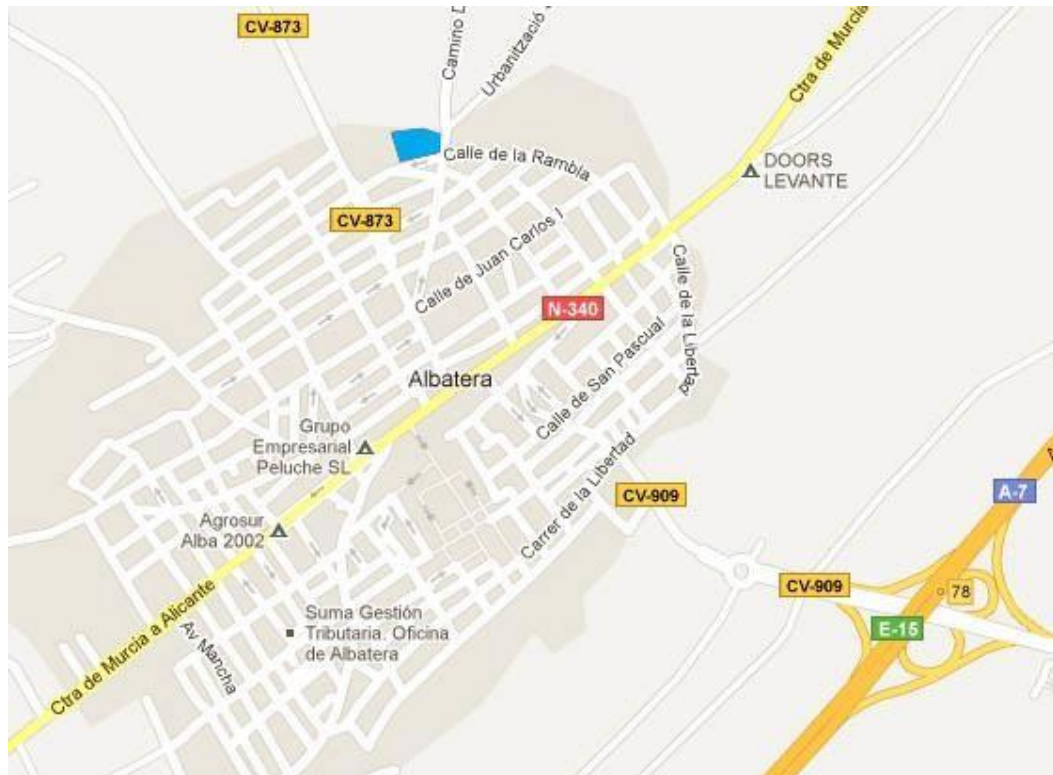 CV-873
Camino D
Urbanització
Ctra de Murcia
Calle de la Rambla
DOORS
LEVANTE
CV-873
Calle de Juan Carlos I
Calle de la Libertad
N-340
Calle de San Pascual
Albatera
Grupo
Empresarial
Peluche SL
CV-909
A-7
Agrosur
Alba 2002
Carrer de la Libertad
CV-909
78
E-15
Ctra de Murcia a Alicante
Av Mancha
Suma Gestión
Tributaria. Oficina
de Albatera